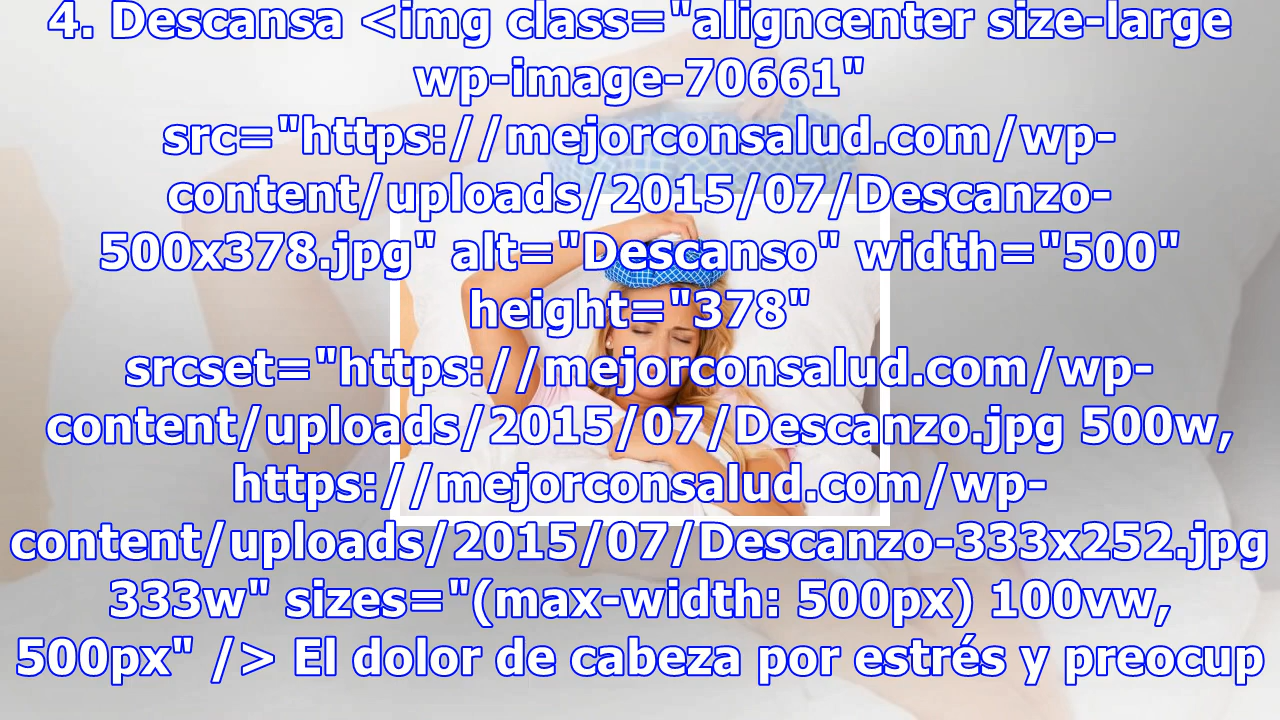 4. Descansa <img class="aligncenter size-large
wp-image-70661"
src="https://mejorconsalud.com/wp-
content/uploads/2015/07/Descanzo-
500x378.jpg" alt="Descanso" width="500"
height="378"
srcset="https://mejorconsalud.com/wp-
content/uploads/2015/07/Descanzo.jpg 500w,
https://mejorconsalud.com/wp-
content/uploads/2015/07/Descanzo-333x252.jpg
333w" sizes="(max-width: 500px) 100vw,
500px" /> El dolor de cabeza por estrés y preocup